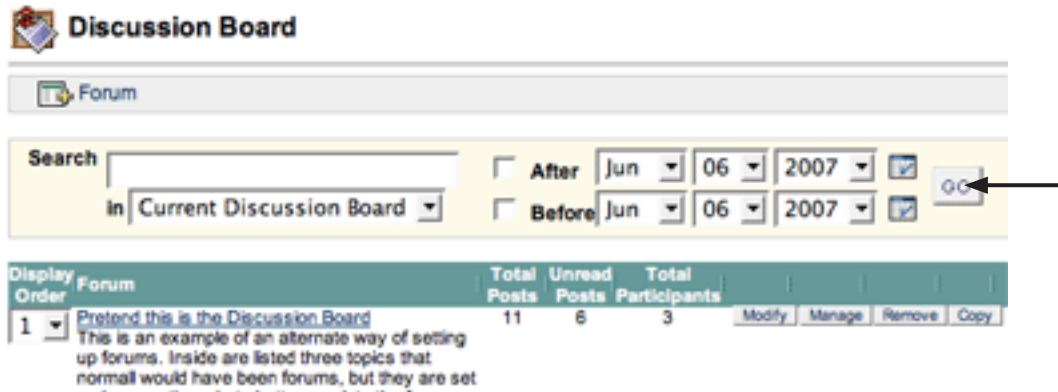 Discussion Board
Forum
Search
After Jun 06 2007
GO
in Current Discussion Board
Before Jun 06 2007
Display Order Forum Total Posts Unread Posts Total Participants
1 Pretend this is the Discussion Board 11 6 3 Modify Manage Remove Copy
This is an example of an alternate way of setting
up forums. Inside are listed three topics that
normall would have been forums, but they are set